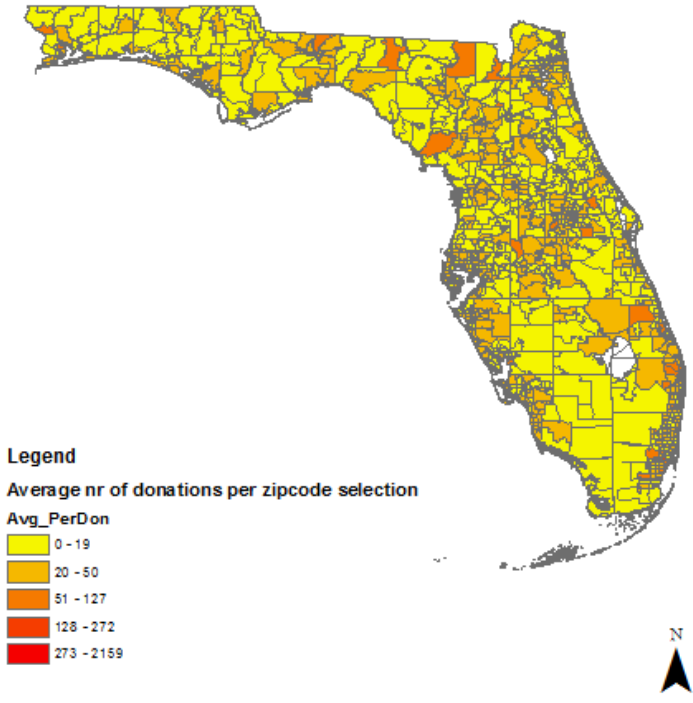 Legend
Average nr of donations per zipcode selection
Avg_PerDon
0 - 19
20 - 50
51 - 127
128 - 272
273 - 2159
N